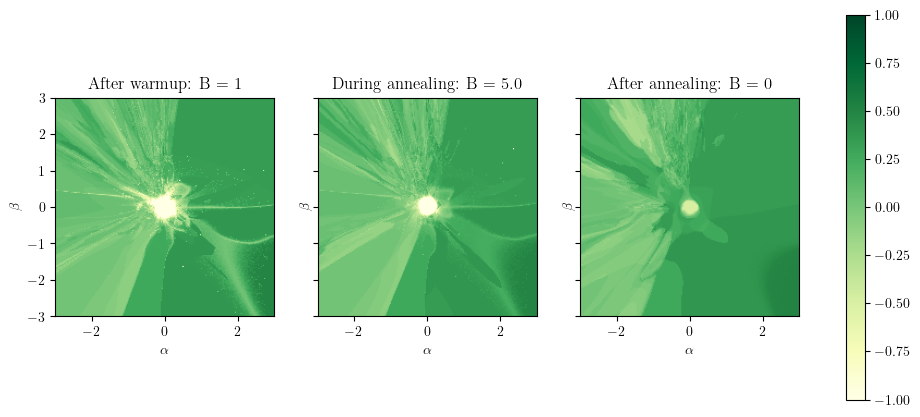 After warmup: B = 1
During annealing: B = 5.0
After annealing: B = 0
3
2
1
0
−1
−2
−3
β
β
β
−2 0 2
−2 0 2
−2 0 2
α
α
α
1.00
0.75
0.50
0.25
0.00
−0.25
−0.50
−0.75
−1.00